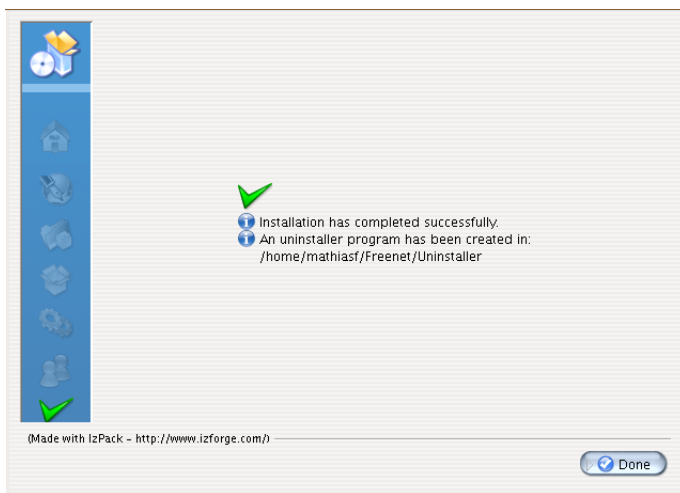 Installation has completed successfully.
An uninstaller program has been created in:
/home/mathiasf/Freenet/Uninstaller
(Made with IzPack - http://www.izforge.com/)
Done